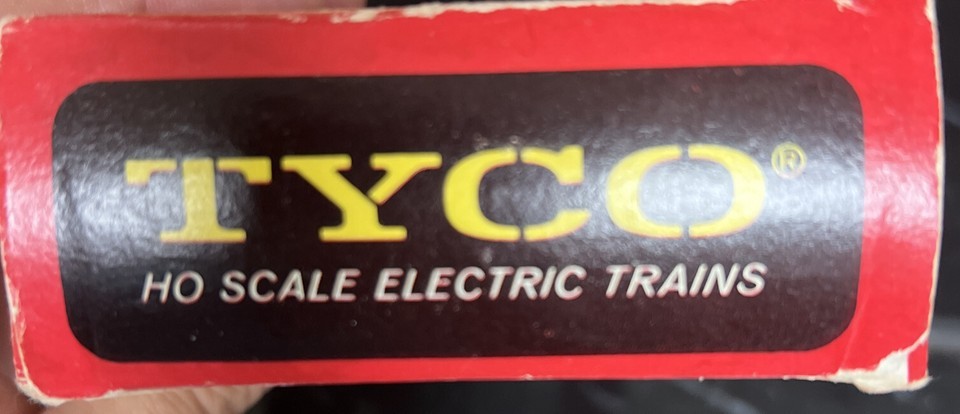 TYCO®
HO SCALE ELECTRIC TRAINS